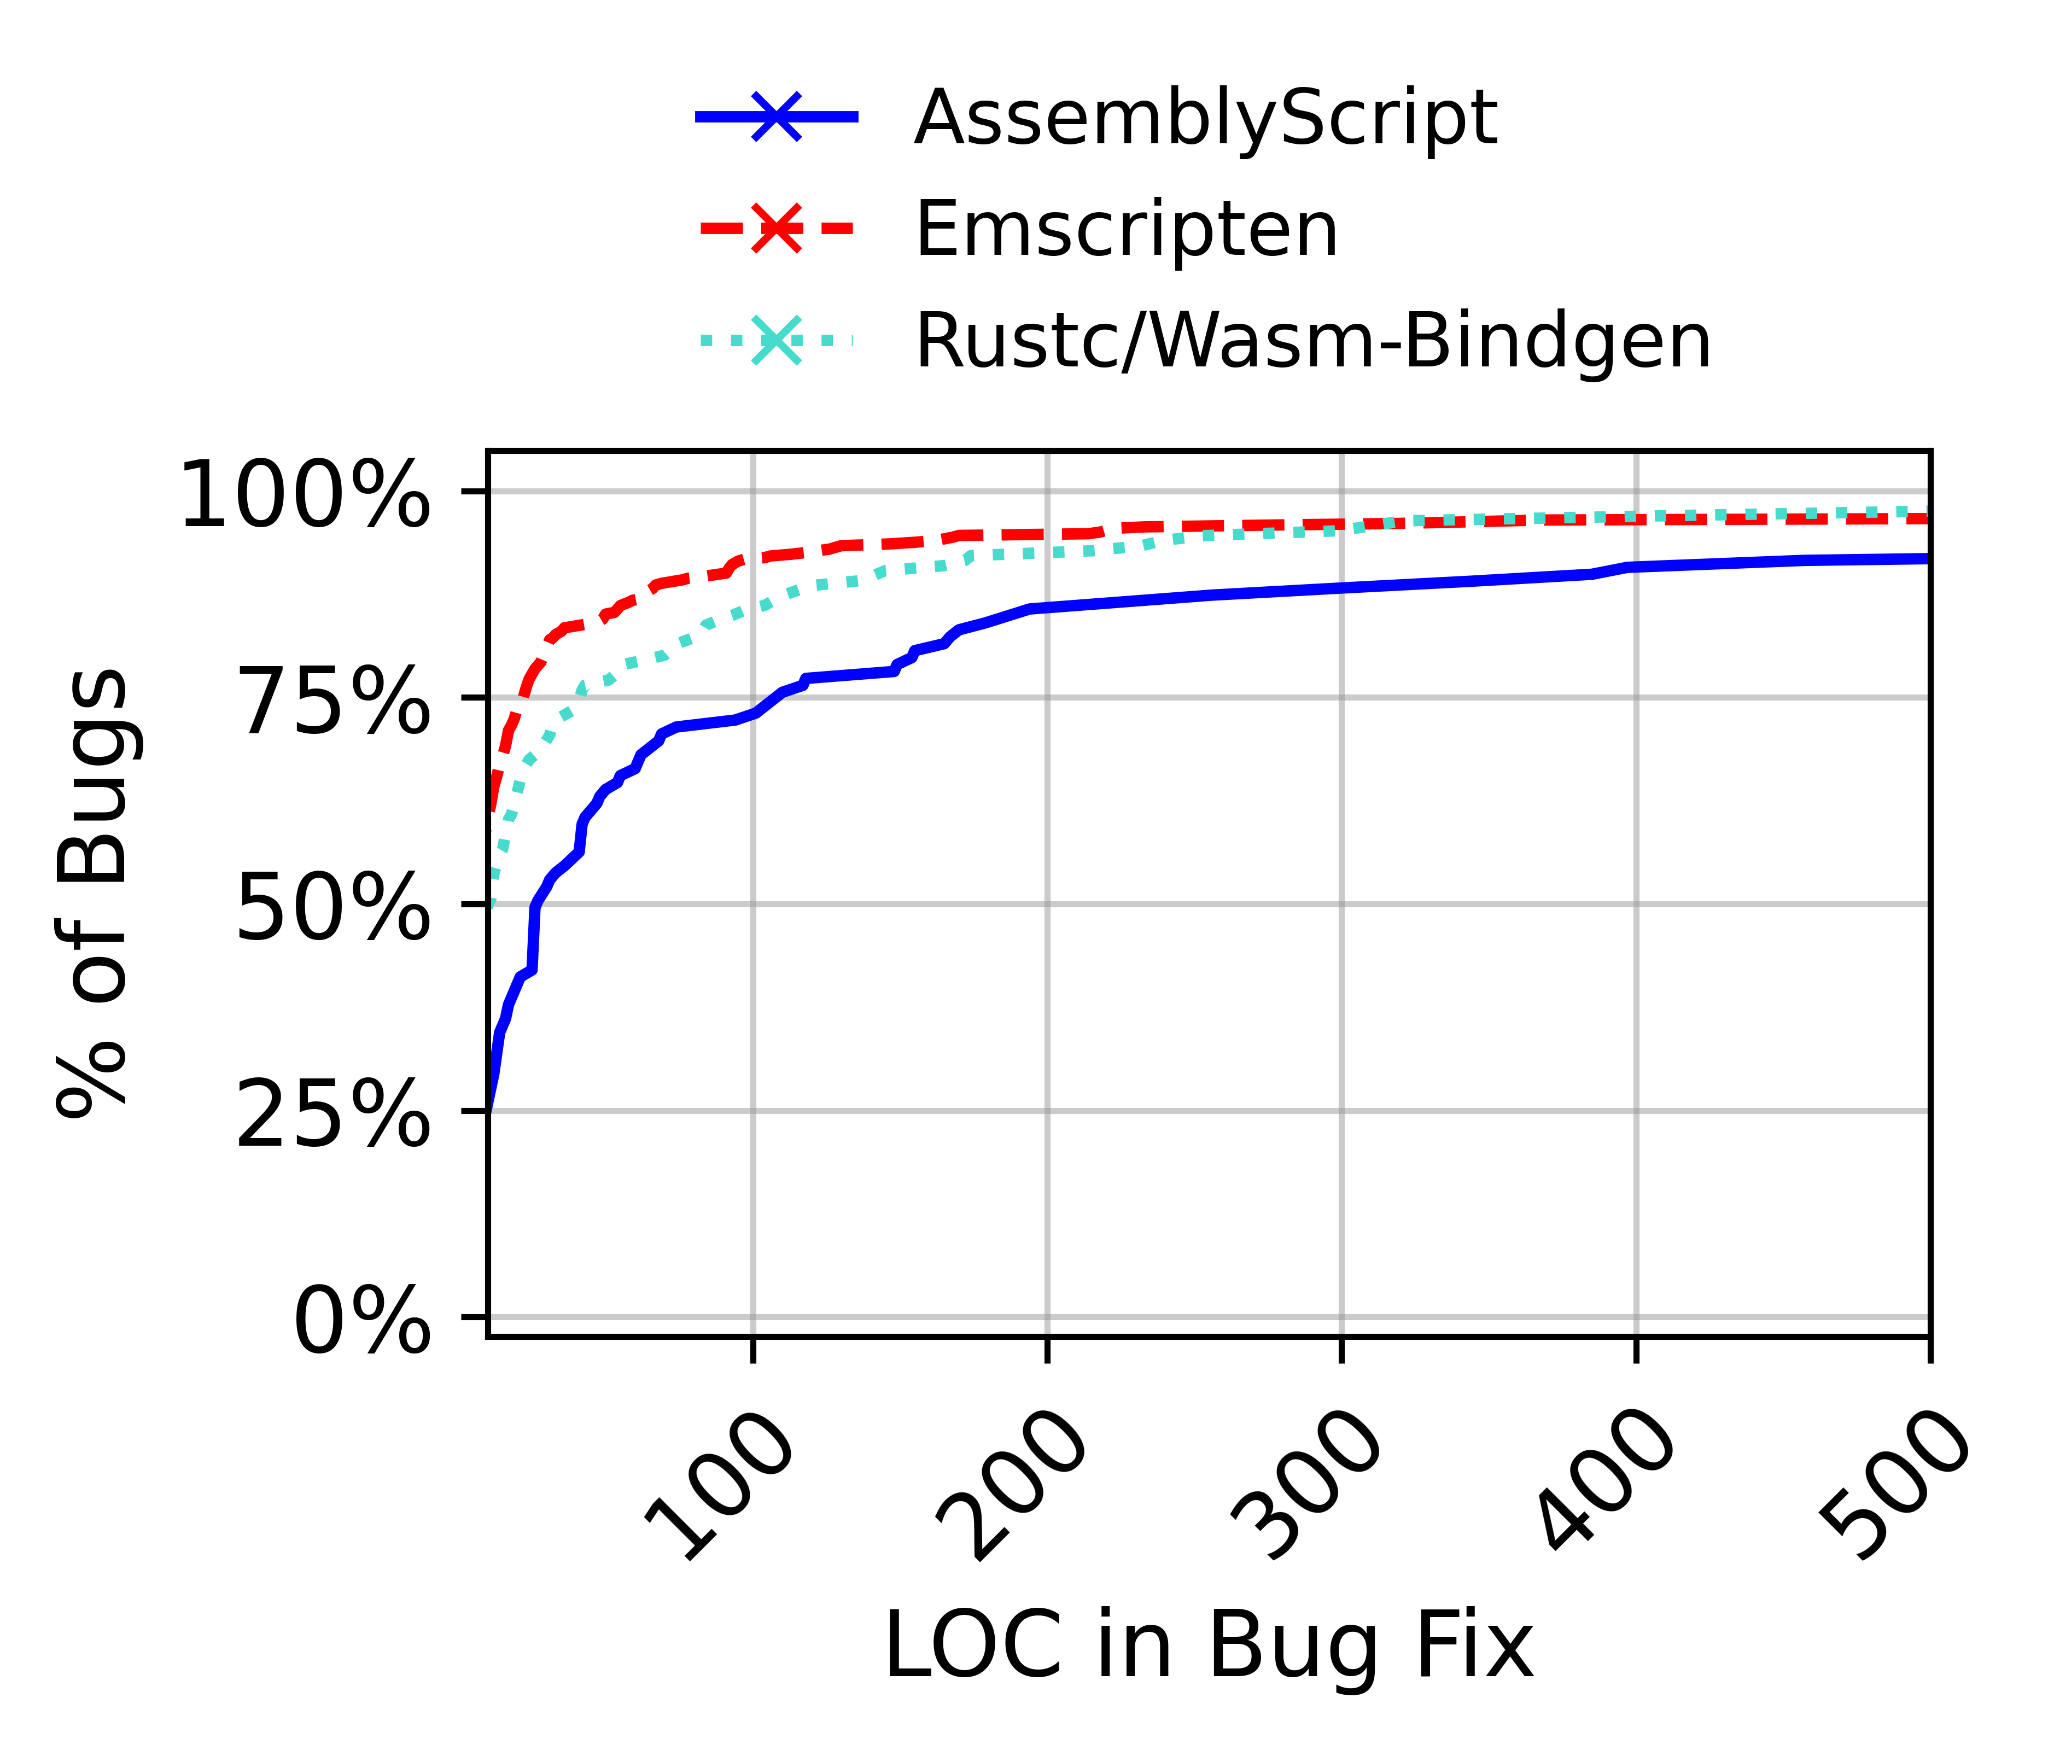 AssemblyScript
Emscripten
Rustc/Wasm-Bindgen
100%
75%
50%
25%
0%
% of Bugs
100
200
300
400
500
LOC in Bug Fix